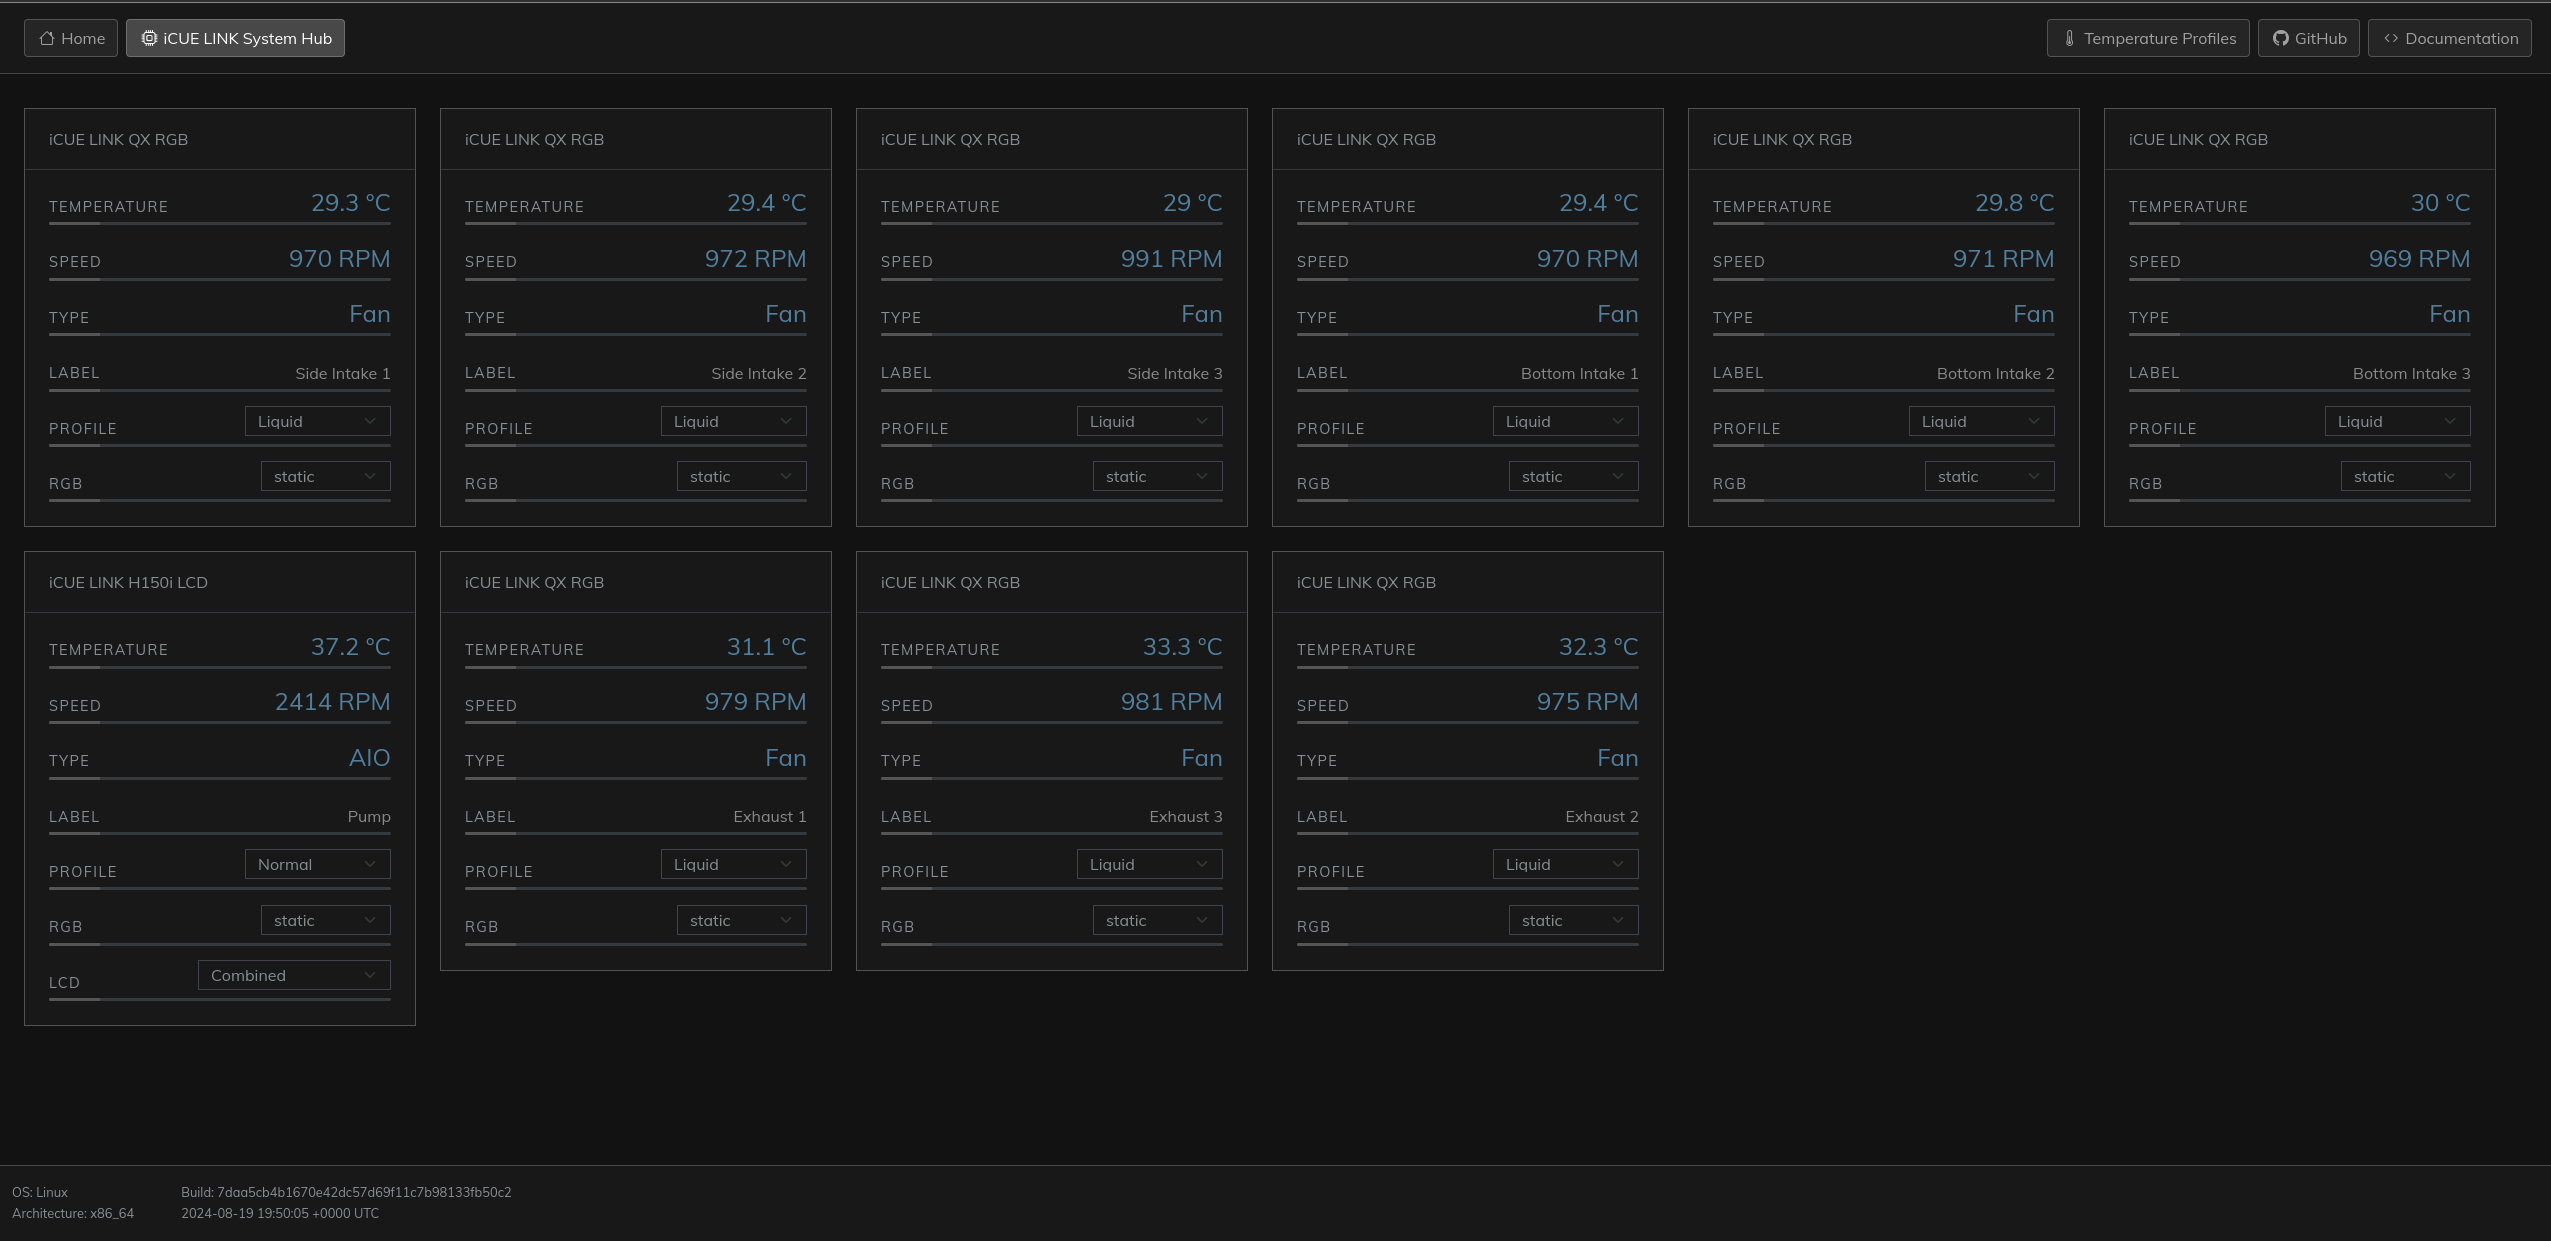 Home
iCUE LINK System Hub
Temperature Profiles
GitHub
Documentation
iCUE LINK QX RGB
TEMPERATURE 29.3 °C
SPEED 970 RPM
TYPE Fan
LABEL Side Intake 1
PROFILE Liquid
RGB static
iCUE LINK QX RGB
TEMPERATURE 29.4 °C
SPEED 972 RPM
TYPE Fan
LABEL Side Intake 2
PROFILE Liquid
RGB static
iCUE LINK QX RGB
TEMPERATURE 29 °C
SPEED 991 RPM
TYPE Fan
LABEL Side Intake 3
PROFILE Liquid
RGB static
iCUE LINK QX RGB
TEMPERATURE 29.4 °C
SPEED 970 RPM
TYPE Fan
LABEL Bottom Intake 1
PROFILE Liquid
RGB static
iCUE LINK QX RGB
TEMPERATURE 29.8 °C
SPEED 971 RPM
TYPE Fan
LABEL Bottom Intake 2
PROFILE Liquid
RGB static
iCUE LINK QX RGB
TEMPERATURE 30 °C
SPEED 969 RPM
TYPE Fan
LABEL Bottom Intake 3
PROFILE Liquid
RGB static
iCUE LINK H150i LCD
TEMPERATURE 37.2 °C
SPEED 2414 RPM
TYPE AIO
LABEL Pump
PROFILE Normal
RGB static
LCD Combined
iCUE LINK QX RGB
TEMPERATURE 31.1 °C
SPEED 979 RPM
TYPE Fan
LABEL Exhaust 1
PROFILE Liquid
RGB static
iCUE LINK QX RGB
TEMPERATURE 33.3 °C
SPEED 981 RPM
TYPE Fan
LABEL Exhaust 3
PROFILE Liquid
RGB static
iCUE LINK QX RGB
TEMPERATURE 32.3 °C
SPEED 975 RPM
TYPE Fan
LABEL Exhaust 2
PROFILE Liquid
RGB static
OS: Linux
Architecture: x86_64
Build: 7daa5cb4b1670e42dc57d69f11c7b98133fb50c2
2024-08-19 19:50:05 +0000 UTC